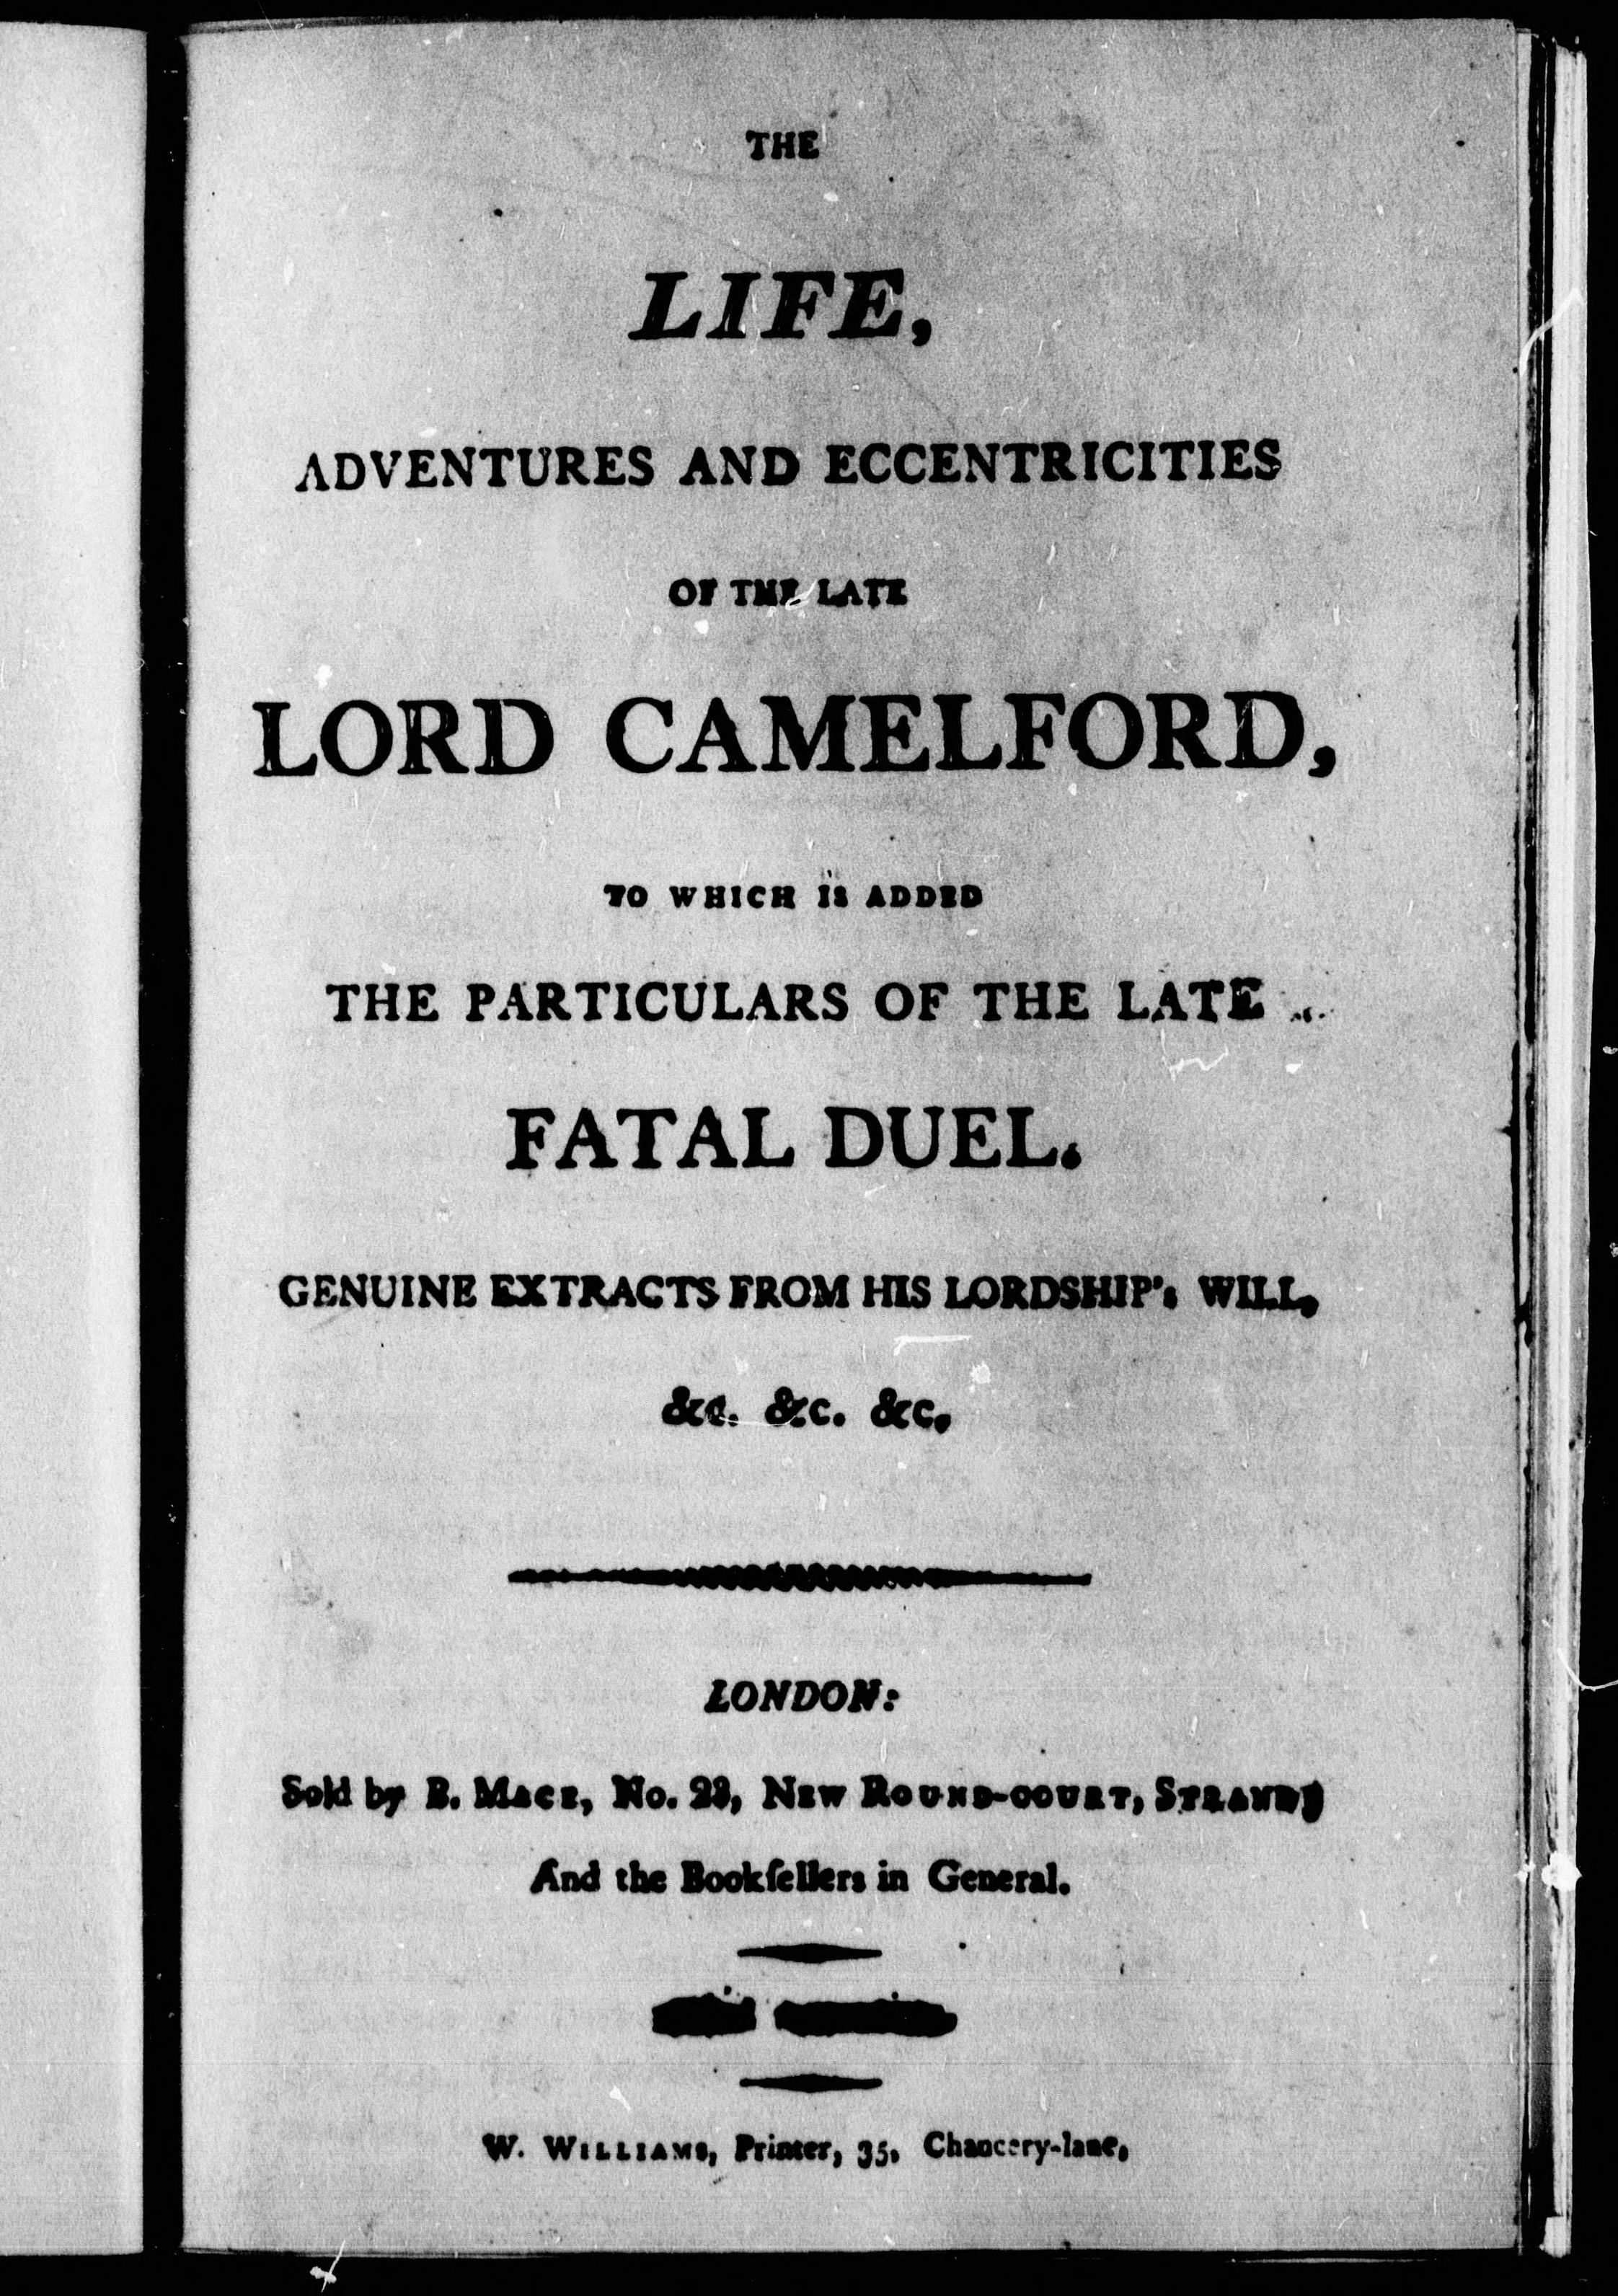 THE
LIFE,
ADVENTURES AND ECCENTRICITIES
OF THE LATE
LORD CAMELFORD,
TO WHICH IS ADDED
THE PARTICULARS OF THE LATE
FATAL DUEL.
GENUINE EXTRACTS FROM HIS LORDSHIP's WILL,
&c. &c. &c.
LONDON:
Sold by B. MACE, No. 23, NEW ROUND-COURT, STRAND;
And the Bookſellers in General.
W. WILLIAMS, Printer, 35, Chancery-lane,